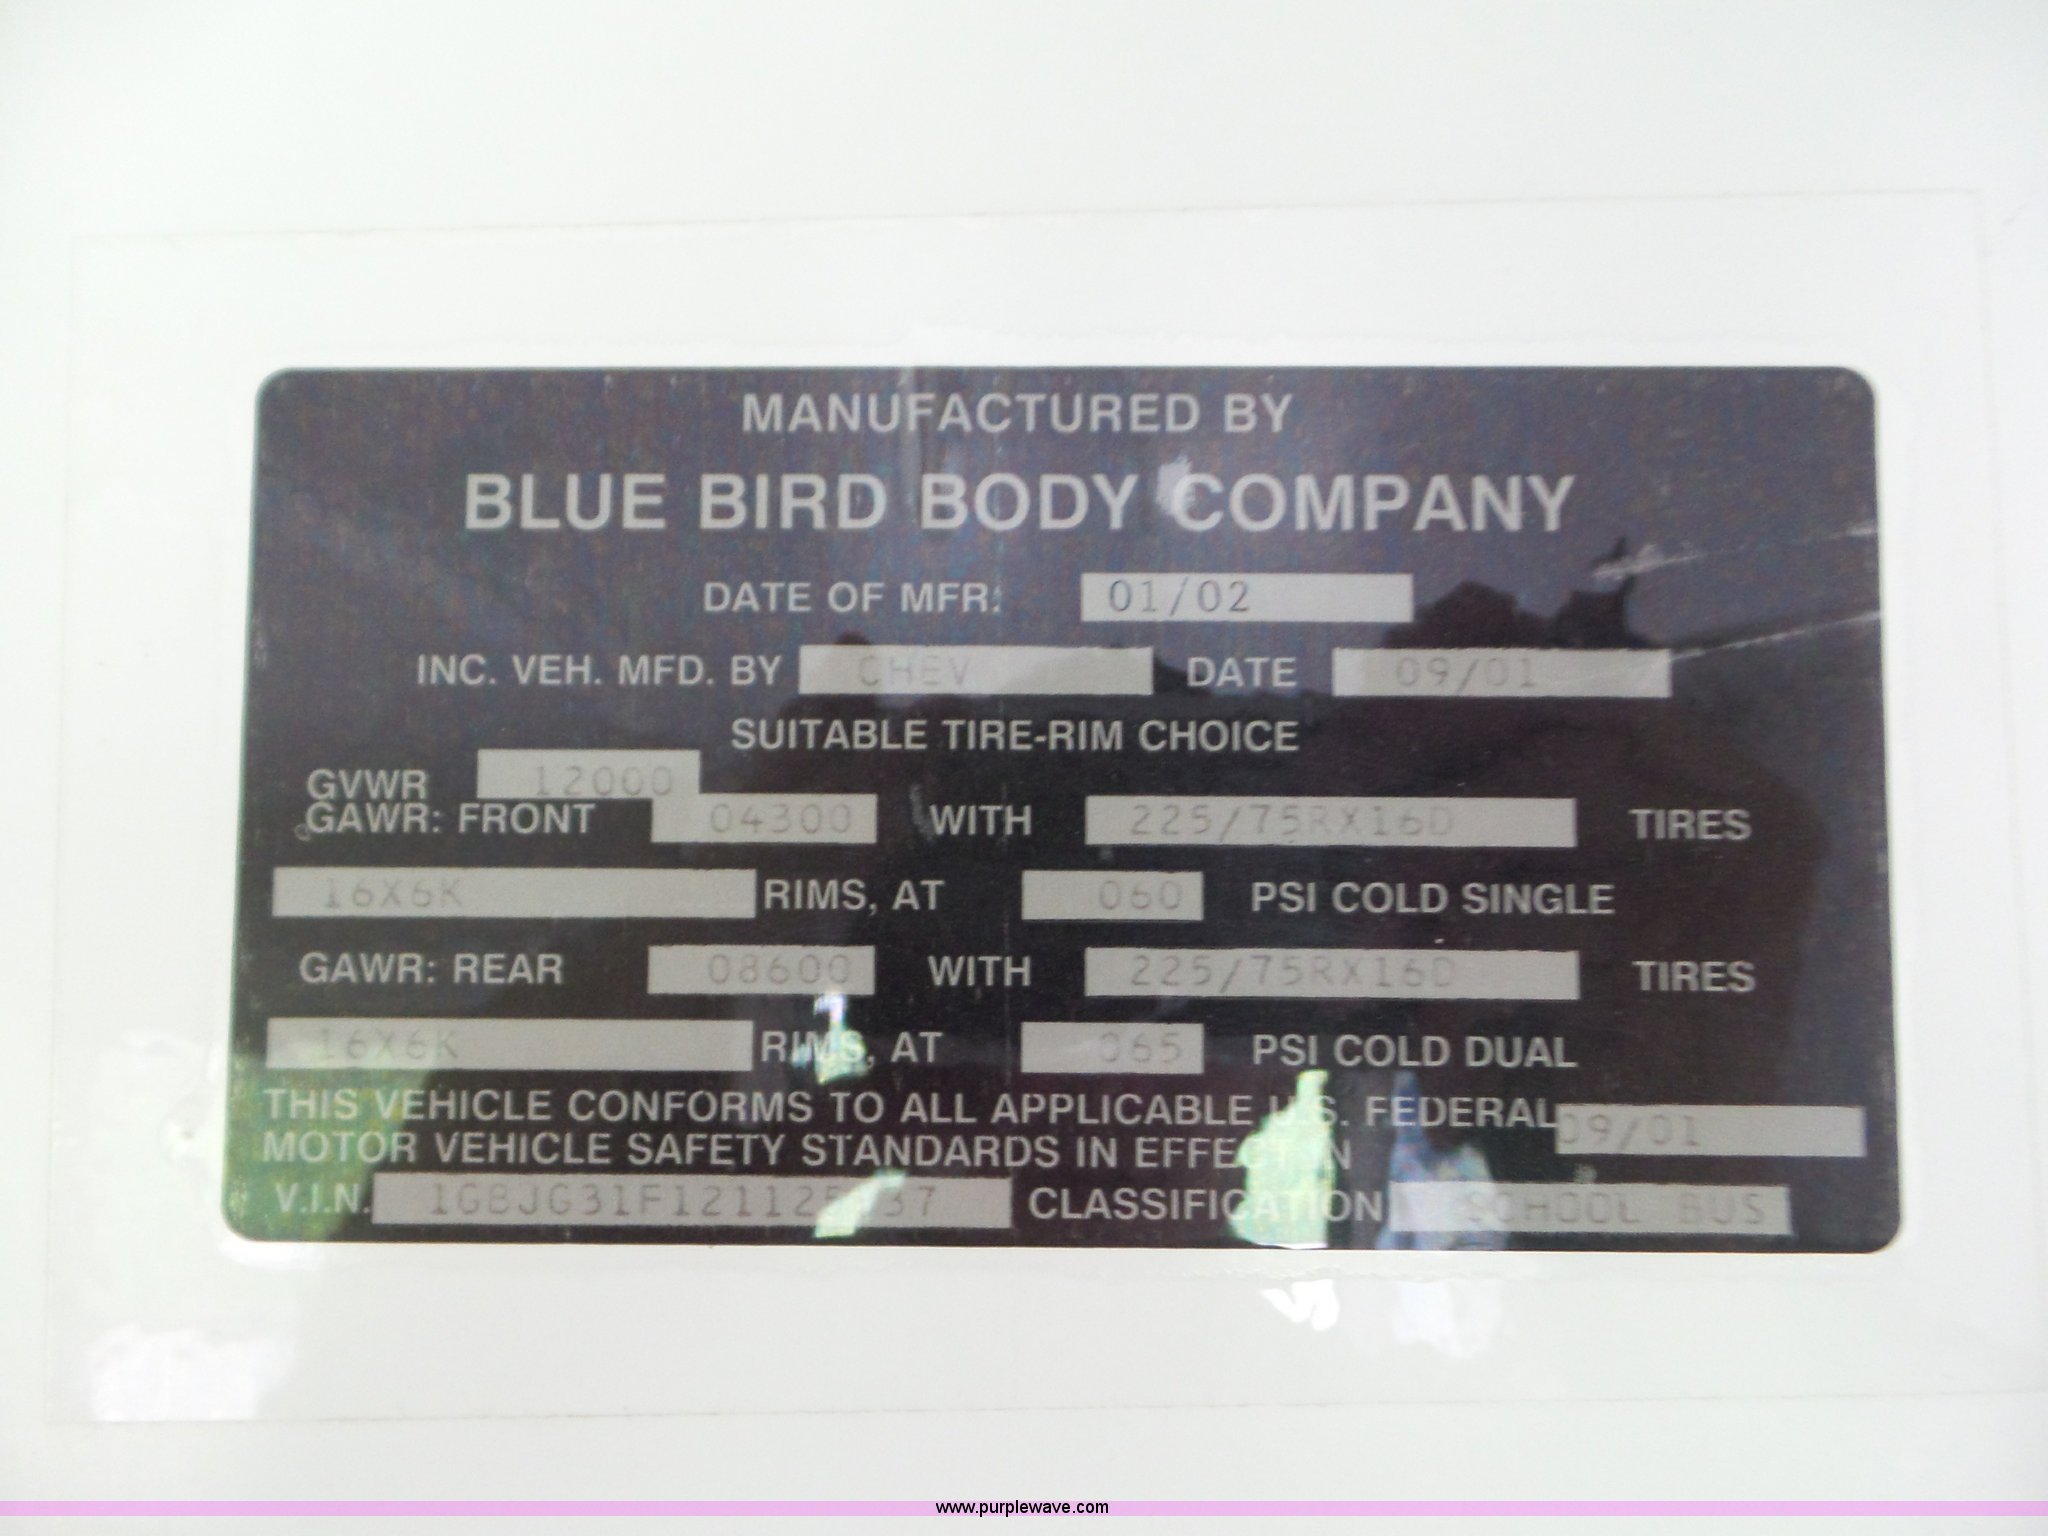 MANUFACTURED BY
BLUE BIRD BODY COMPANY
DATE OF MFR: 01/02
INC. VEH. MFD. BY CHEV DATE 09/01
SUITABLE TIRE-RIM CHOICE
GVWR 12000
GAWR: FRONT 04300 WITH 225/75RX16D TIRES
16X6K RIMS, AT 060 PSI COLD SINGLE
GAWR: REAR 08600 WITH 225/75RX16D TIRES
16X6K RIMS, AT 065 PSI COLD DUAL
THIS VEHICLE CONFORMS TO ALL APPLICABLE U.S. FEDERAL 09/01
MOTOR VEHICLE SAFETY STANDARDS IN EFFECT IN
V.I.N. CLASSIFICATION SCHOOL BUS
www.purplewave.com